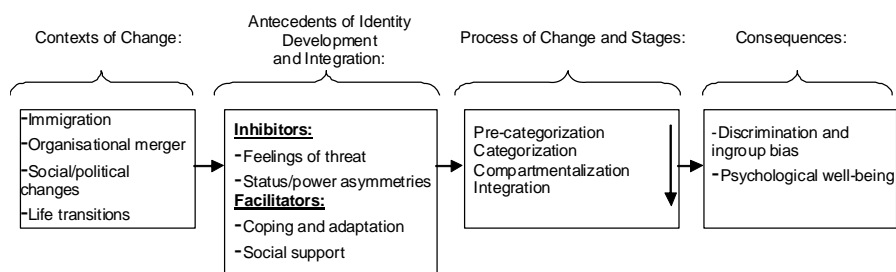 Contexts of Change:
Antecedents of Identity
Development
and Integration:
Process of Change and Stages:
Consequences:
-Immigration
-Organisational merger
-Social/political
changes
-Life transitions
Inhibitors:
-Feelings of threat
-Status/power asymmetries
Facilitators:
-Coping and adaptation
-Social support
Pre-categorization
Categorization
Compartmentalization
Integration
-Discrimination and
ingroup bias
-Psychological well-being